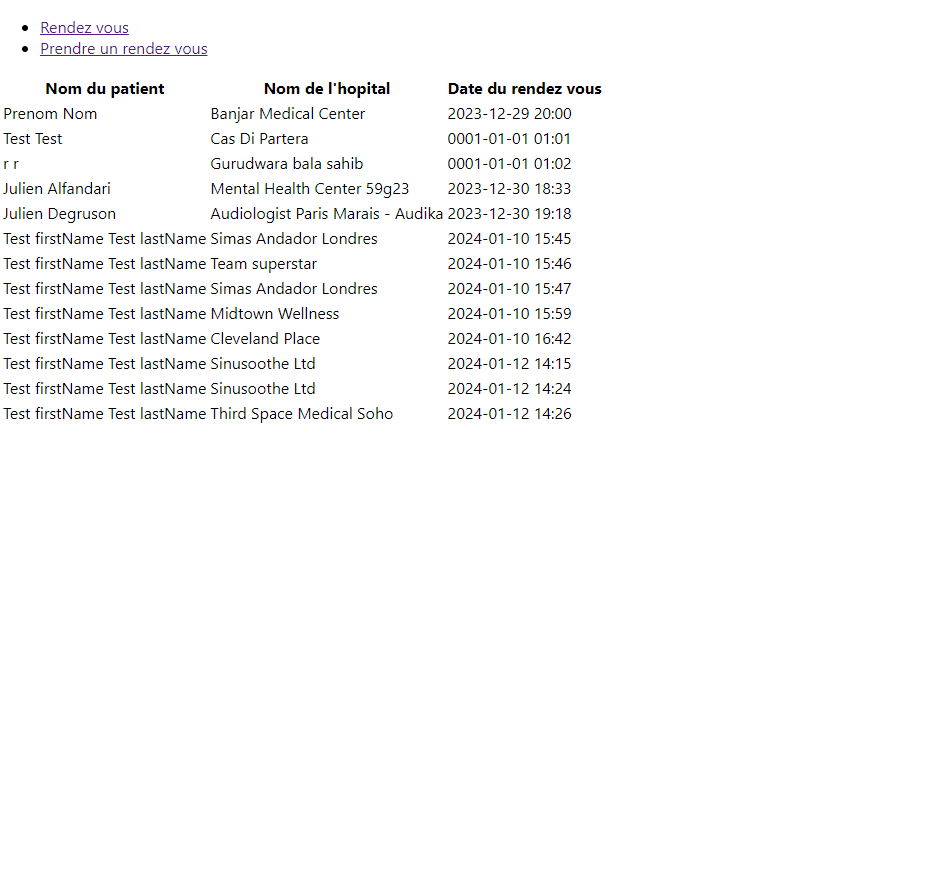 Rendez vous
Prendre un rendez vous
Nom du patient Nom de l'hopital Date du rendez vous
Prenom Nom Banjar Medical Center 2023-12-29 20:00
Test Test Cas Di Partera 0001-01-01 01:01
r r Gurudwara bala sahib 0001-01-01 01:02
Julien Alfandari Mental Health Center 59g23 2023-12-30 18:33
Julien Degruson Audiologist Paris Marais - Audika 2023-12-30 19:18
Test firstName Test lastName Simas Andador Londres 2024-01-10 15:45
Test firstName Test lastName Team superstar 2024-01-10 15:46
Test firstName Test lastName Simas Andador Londres 2024-01-10 15:47
Test firstName Test lastName Midtown Wellness 2024-01-10 15:59
Test firstName Test lastName Cleveland Place 2024-01-10 16:42
Test firstName Test lastName Sinusoothe Ltd 2024-01-12 14:15
Test firstName Test lastName Sinusoothe Ltd 2024-01-12 14:24
Test firstName Test lastName Third Space Medical Soho 2024-01-12 14:26